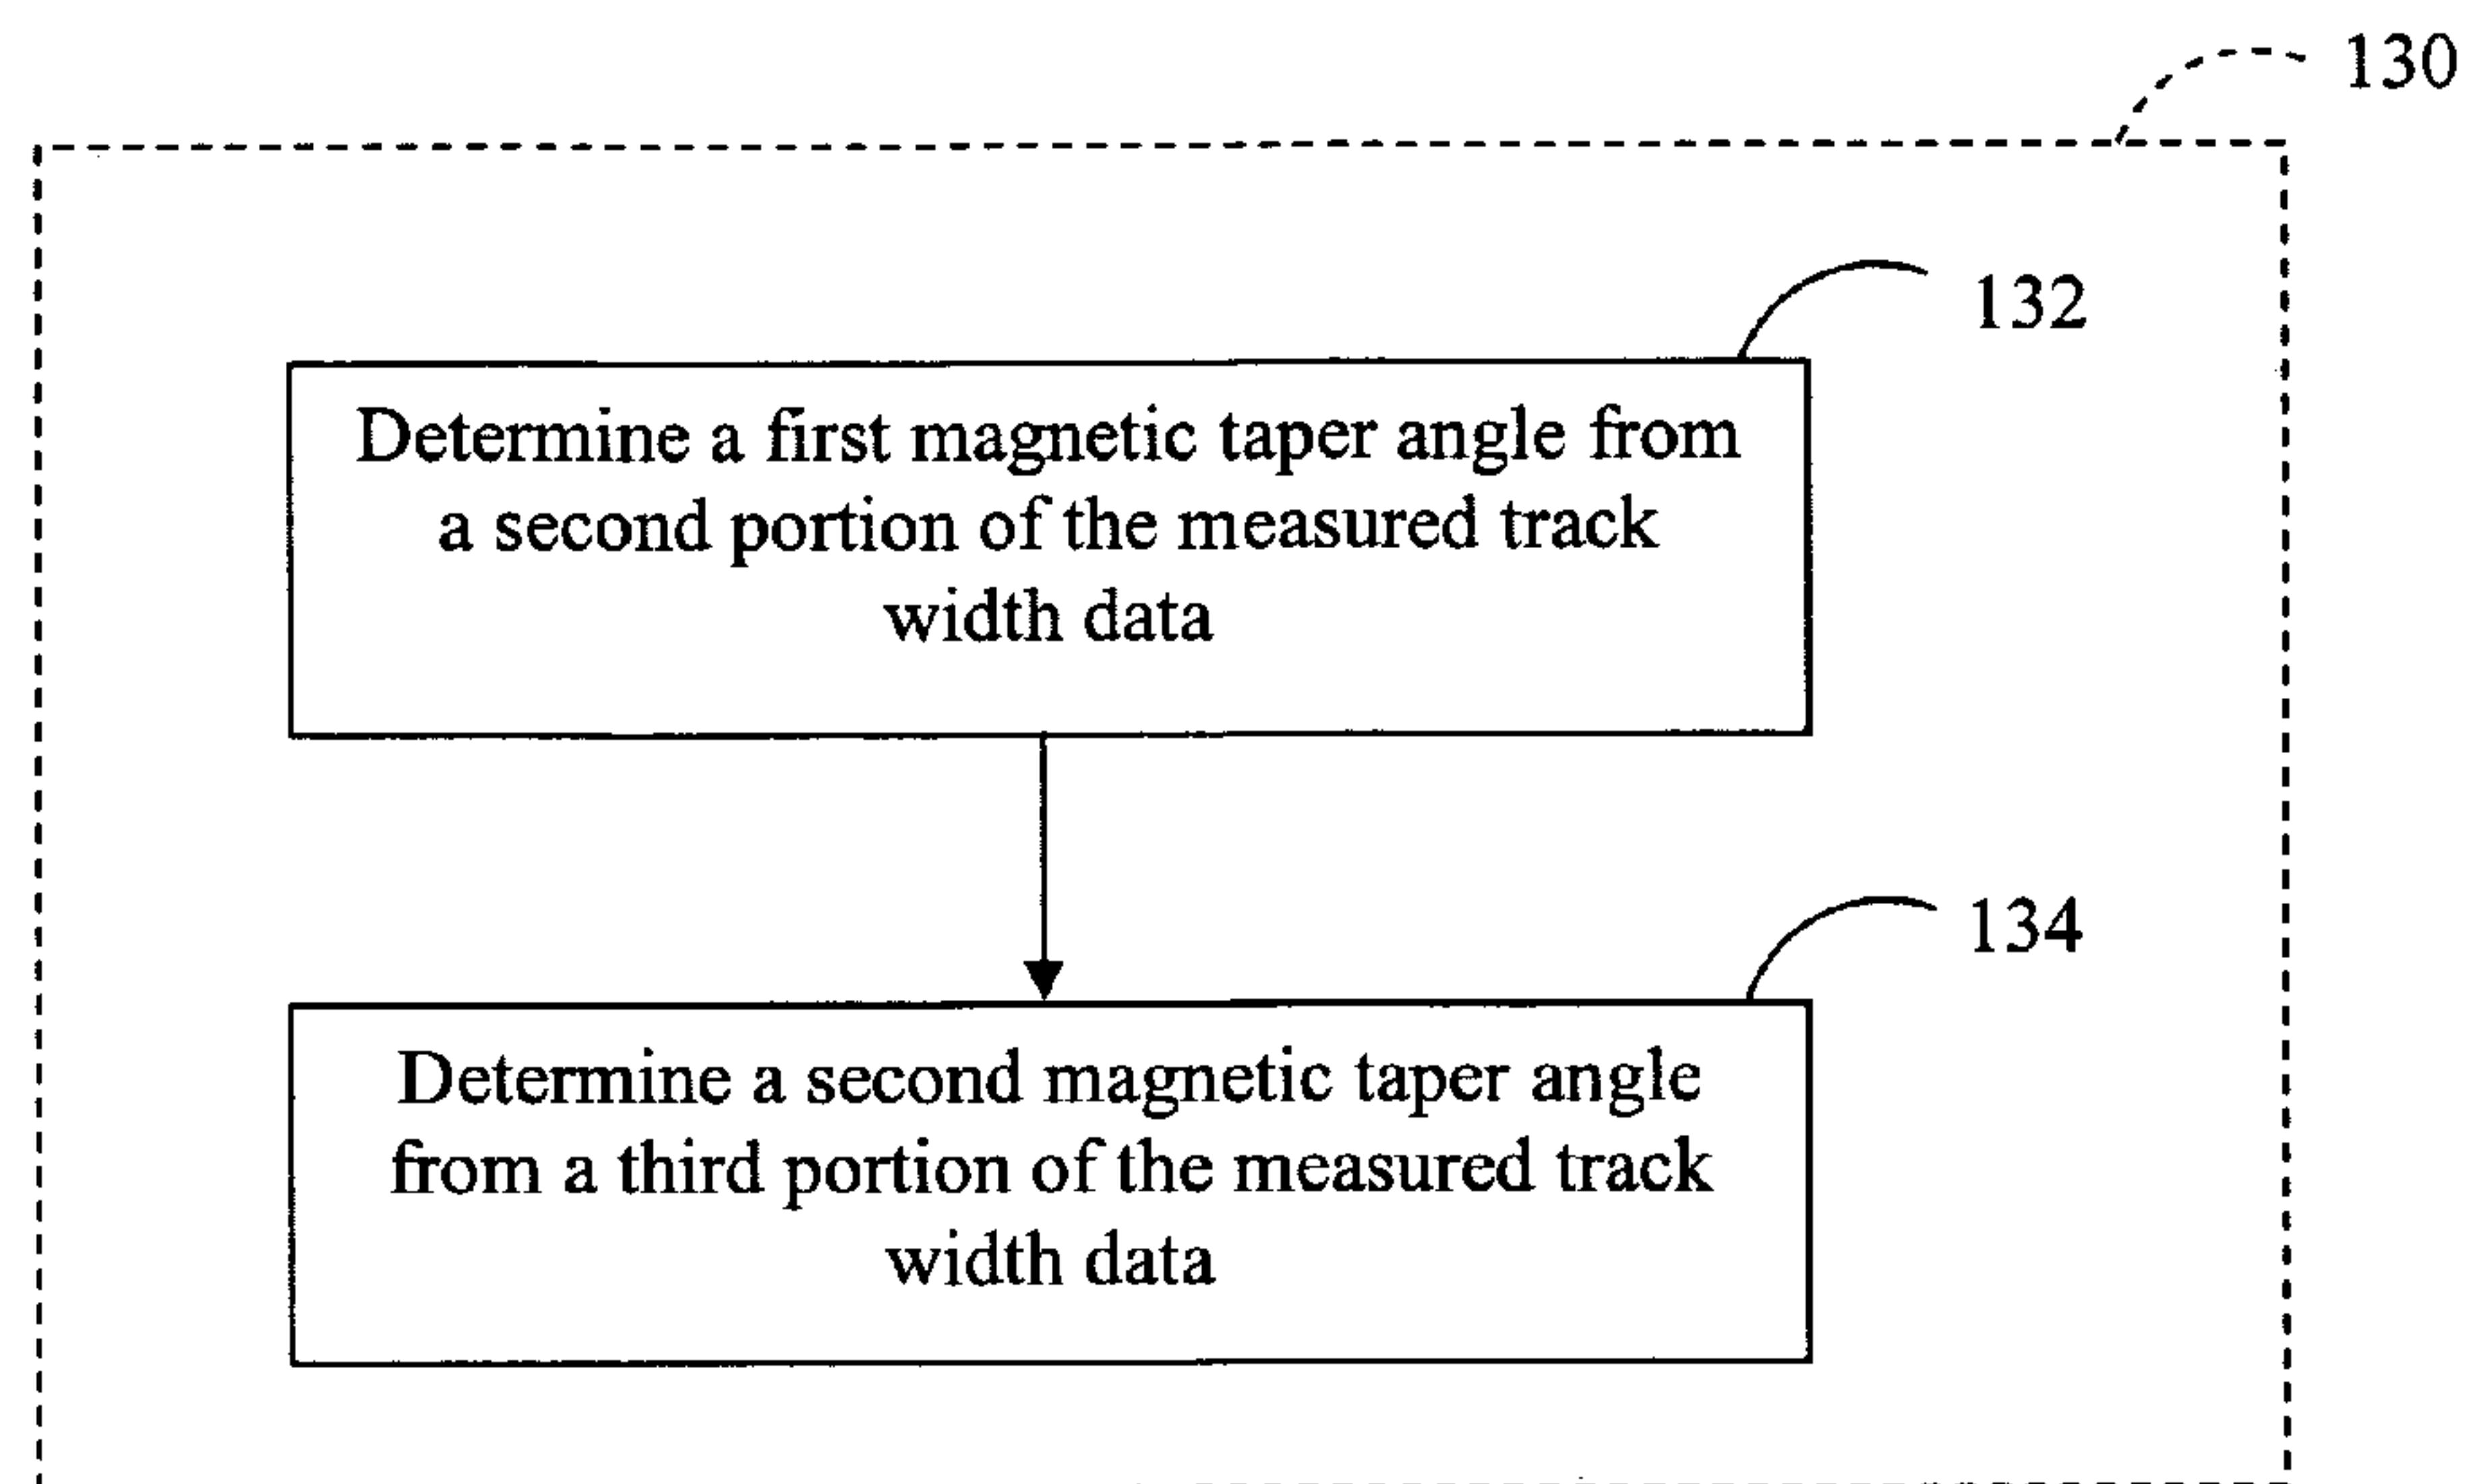 130
132
Determine a first magnetic taper angle from
a second portion of the measured track
width data
134
Determine a second magnetic taper angle
from a third portion of the measured track
width data